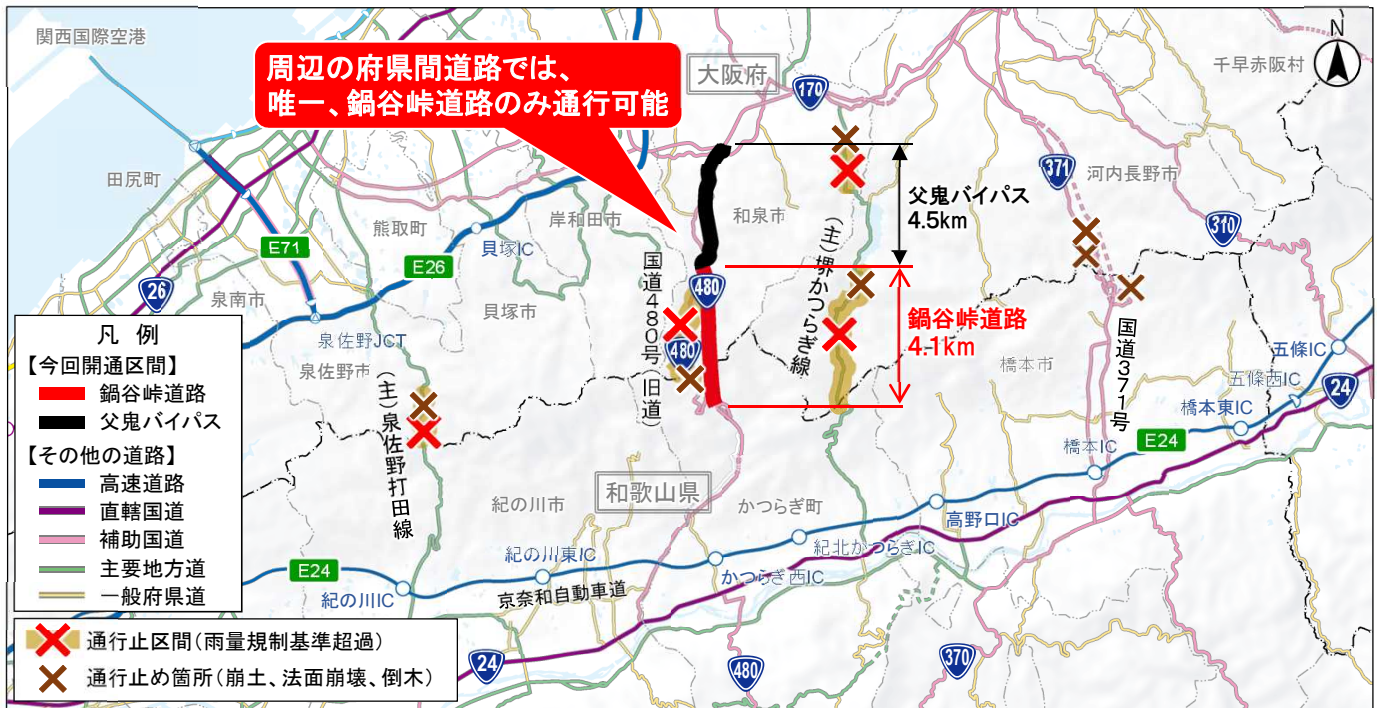 関西国際空港
周辺の府県間道路では、
唯一、鍋谷峠道路のみ通行可能
大阪府
170
千早赤阪村
N
田尻町
熊取町
岸和田市
和泉市
父鬼バイパス
4.5km
371
河内長野市
310
貝塚IC
E71
E26
26
泉南市
貝塚市
国道480号(旧道)
480
480
(主)堺かつらぎ線
鍋谷峠道路
4.1km
橋本市
国道371号
泉佐野JCT
泉佐野市
(主)泉佐野打田線
五條IC
五條西IC
24
橋本東IC
E24
橋本IC
凡 例
【今回開通区間】
鍋谷峠道路
父鬼バイパス
【その他の道路】
高速道路
直轄国道
補助国道
主要地方道
一般府県道
紀の川市
和歌山県
かつらぎ町
高野口IC
紀北かつらぎIC
紀の川東IC
かつらぎ西IC
E24
紀の川IC
京奈和自動車道
通行止区間(雨量規制基準超過)
通行止め箇所(崩土、法面崩壊、倒木)
24
480
370